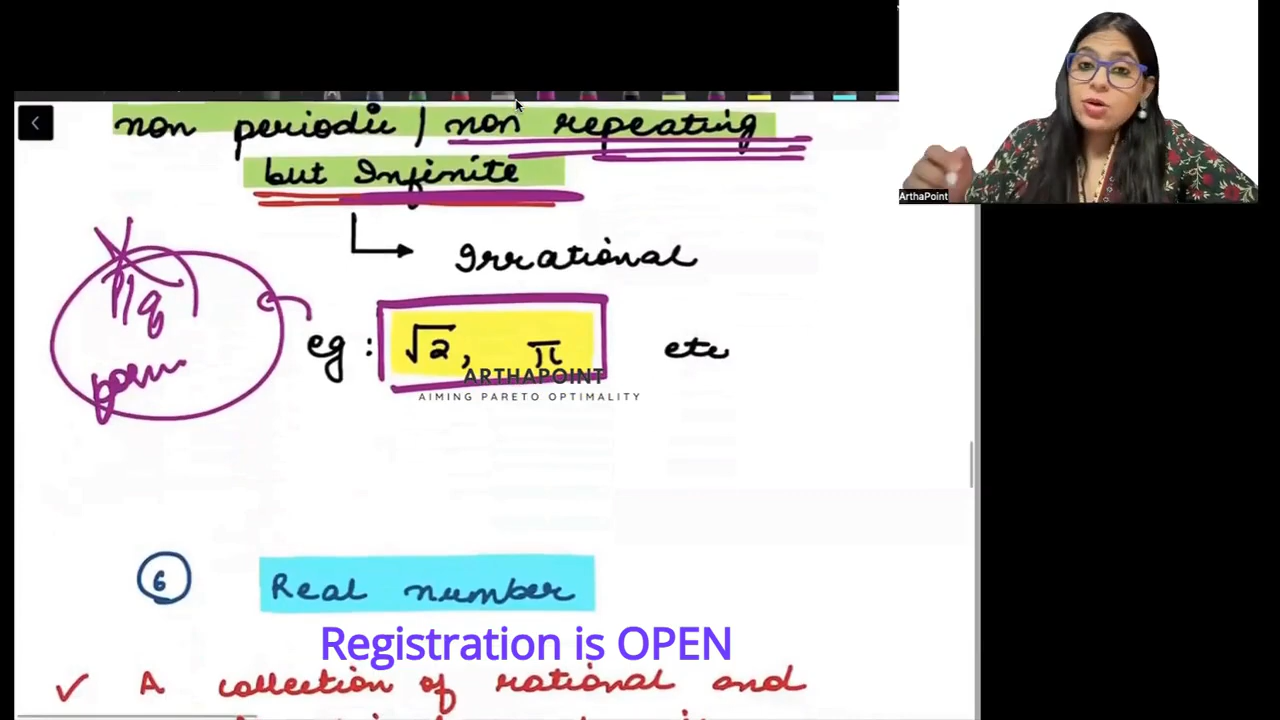 non periodic / non repeating
but Infinite
Irrational
p/q
form
eg : √2, π etc
ARTHAPOINT
AIMING PARETO OPTIMALITY
6 Real number
Registration is OPEN
✓ A collection of rational and
ArthaPoint